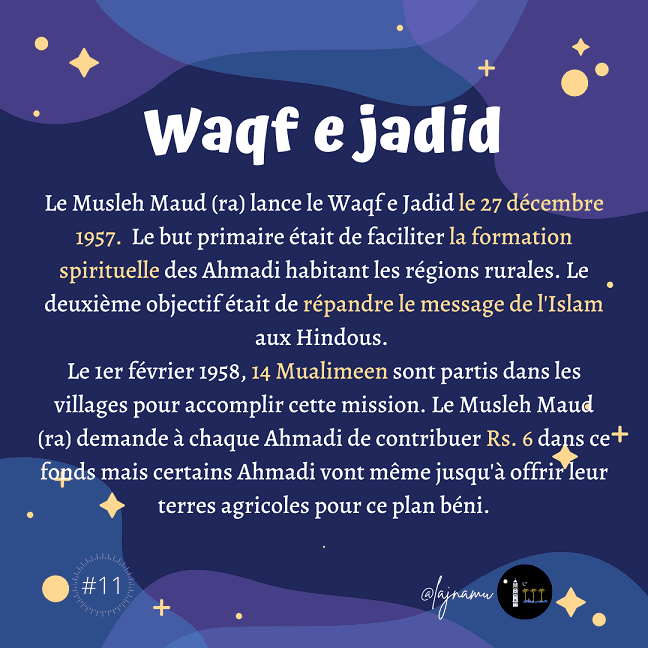 Waqf e jadid
Le Musleh Maud (ra) lance le Waqf e Jadid le 27 décembre
1957. Le but primaire était de faciliter la formation
spirituelle des Ahmadi habitant les régions rurales. Le
deuxième objectif était de répandre le message de l'Islam
aux Hindous.
Le 1er février 1958, 14 Mualimeen sont partis dans les
villages pour accomplir cette mission. Le Musleh Maud
(ra) demande à chaque Ahmadi de contribuer Rs. 6 dans ce
fonds mais certains Ahmadi vont même jusqu'à offrir leur
terres agricoles pour ce plan béni.
.
#11
@lajnamu